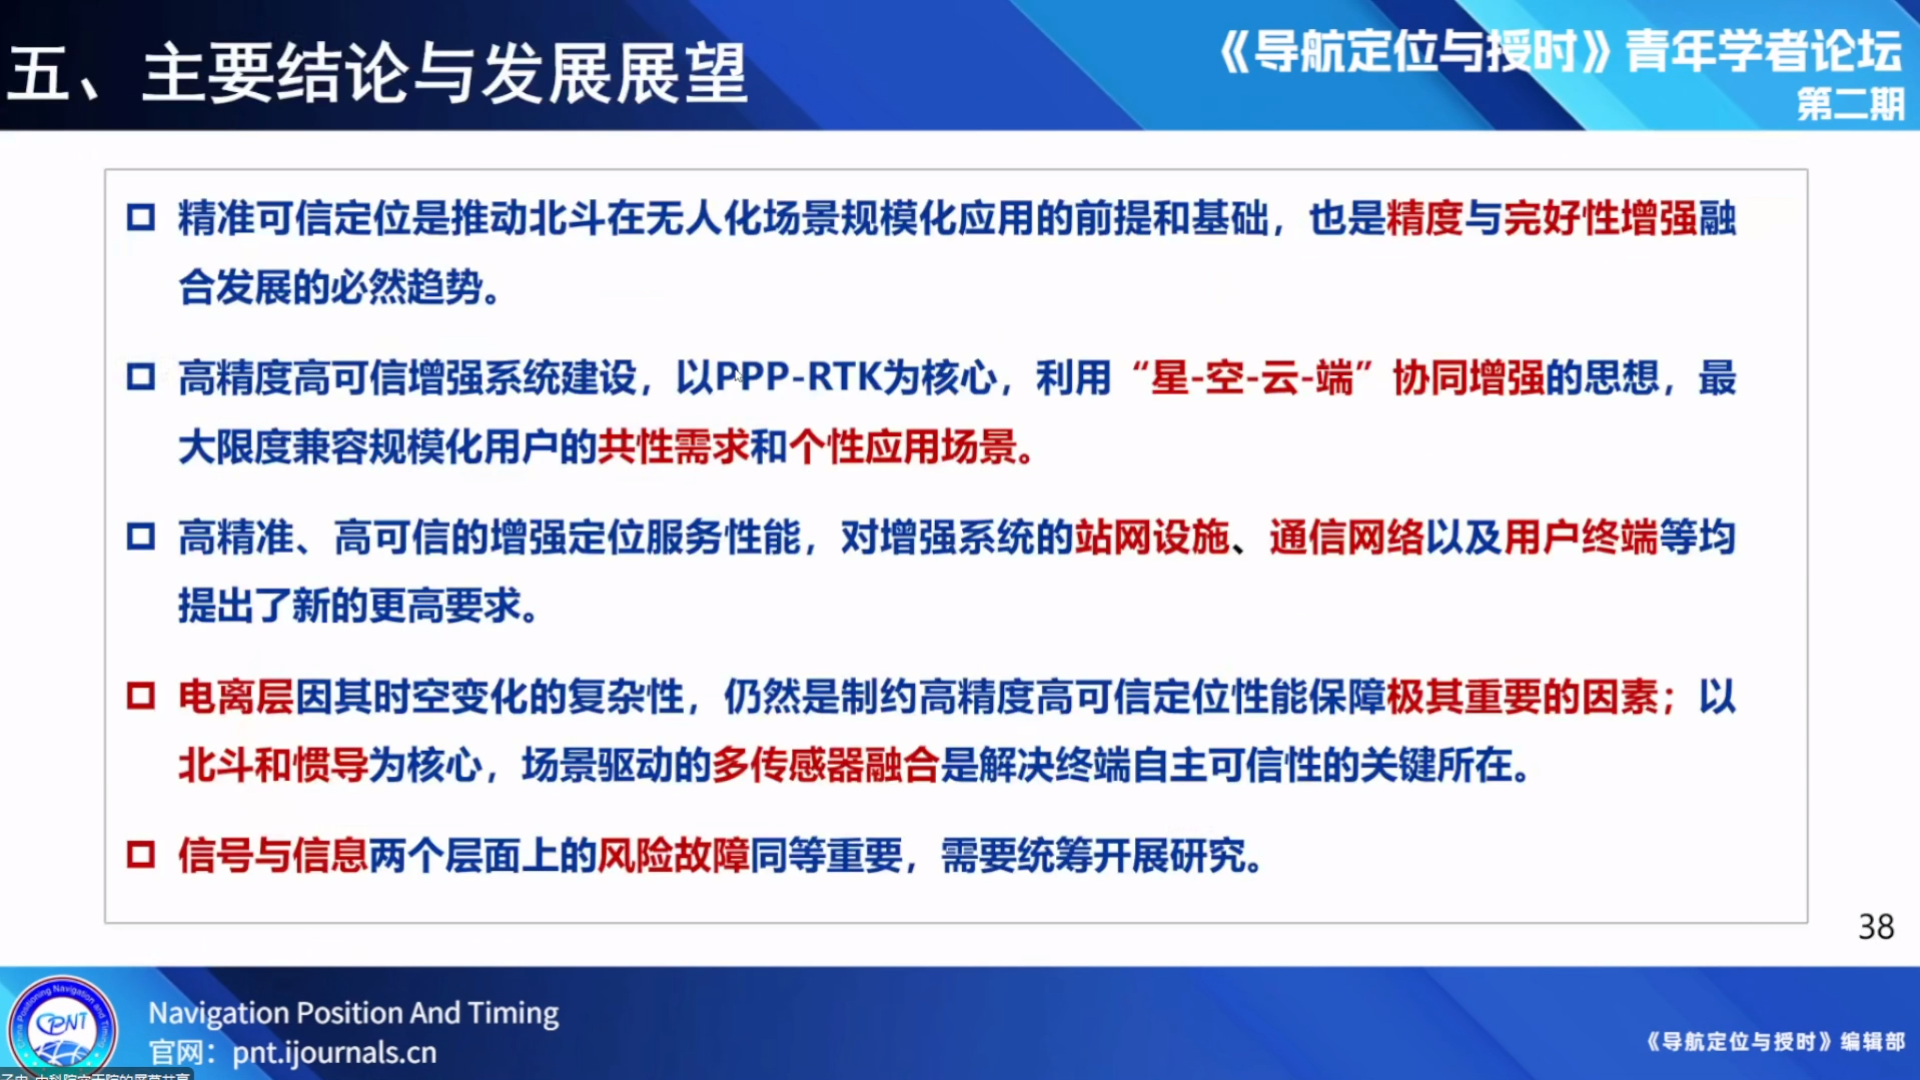 五、主要结论与发展展望
《导航定位与授时》青年学者论坛
第二期
精准可信定位是推动北斗在无人化场景规模化应用的前提和基础，也是精度与完好性增强融
合发展的必然趋势。
高精度高可信增强系统建设，以PPP-RTK为核心，利用“星-空-云-端”协同增强的思想，最
大限度兼容规模化用户的共性需求和个性应用场景。
高精准、高可信的增强定位服务性能，对增强系统的站网设施、通信网络以及用户终端等均
提出了新的更高要求。
电离层因其时空变化的复杂性，仍然是制约高精度高可信定位性能保障极其重要的因素；以
北斗和惯导为核心，场景驱动的多传感器融合是解决终端自主可信性的关键所在。
信号与信息两个层面上的风险故障同等重要，需要统筹开展研究。
38
PNT
Navigation Position And Timing
官网：pnt.ijournals.cn
《导航定位与授时》编辑部